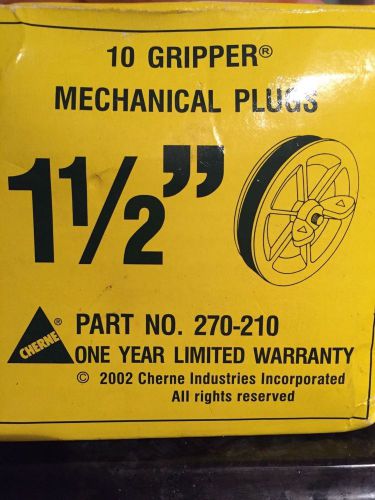 10 GRIPPER®
MECHANICAL PLUGS
1½"
CHERNE®
PART NO. 270-210
ONE YEAR LIMITED WARRANTY
© 2002 Cherne Industries Incorporated
All rights reserved